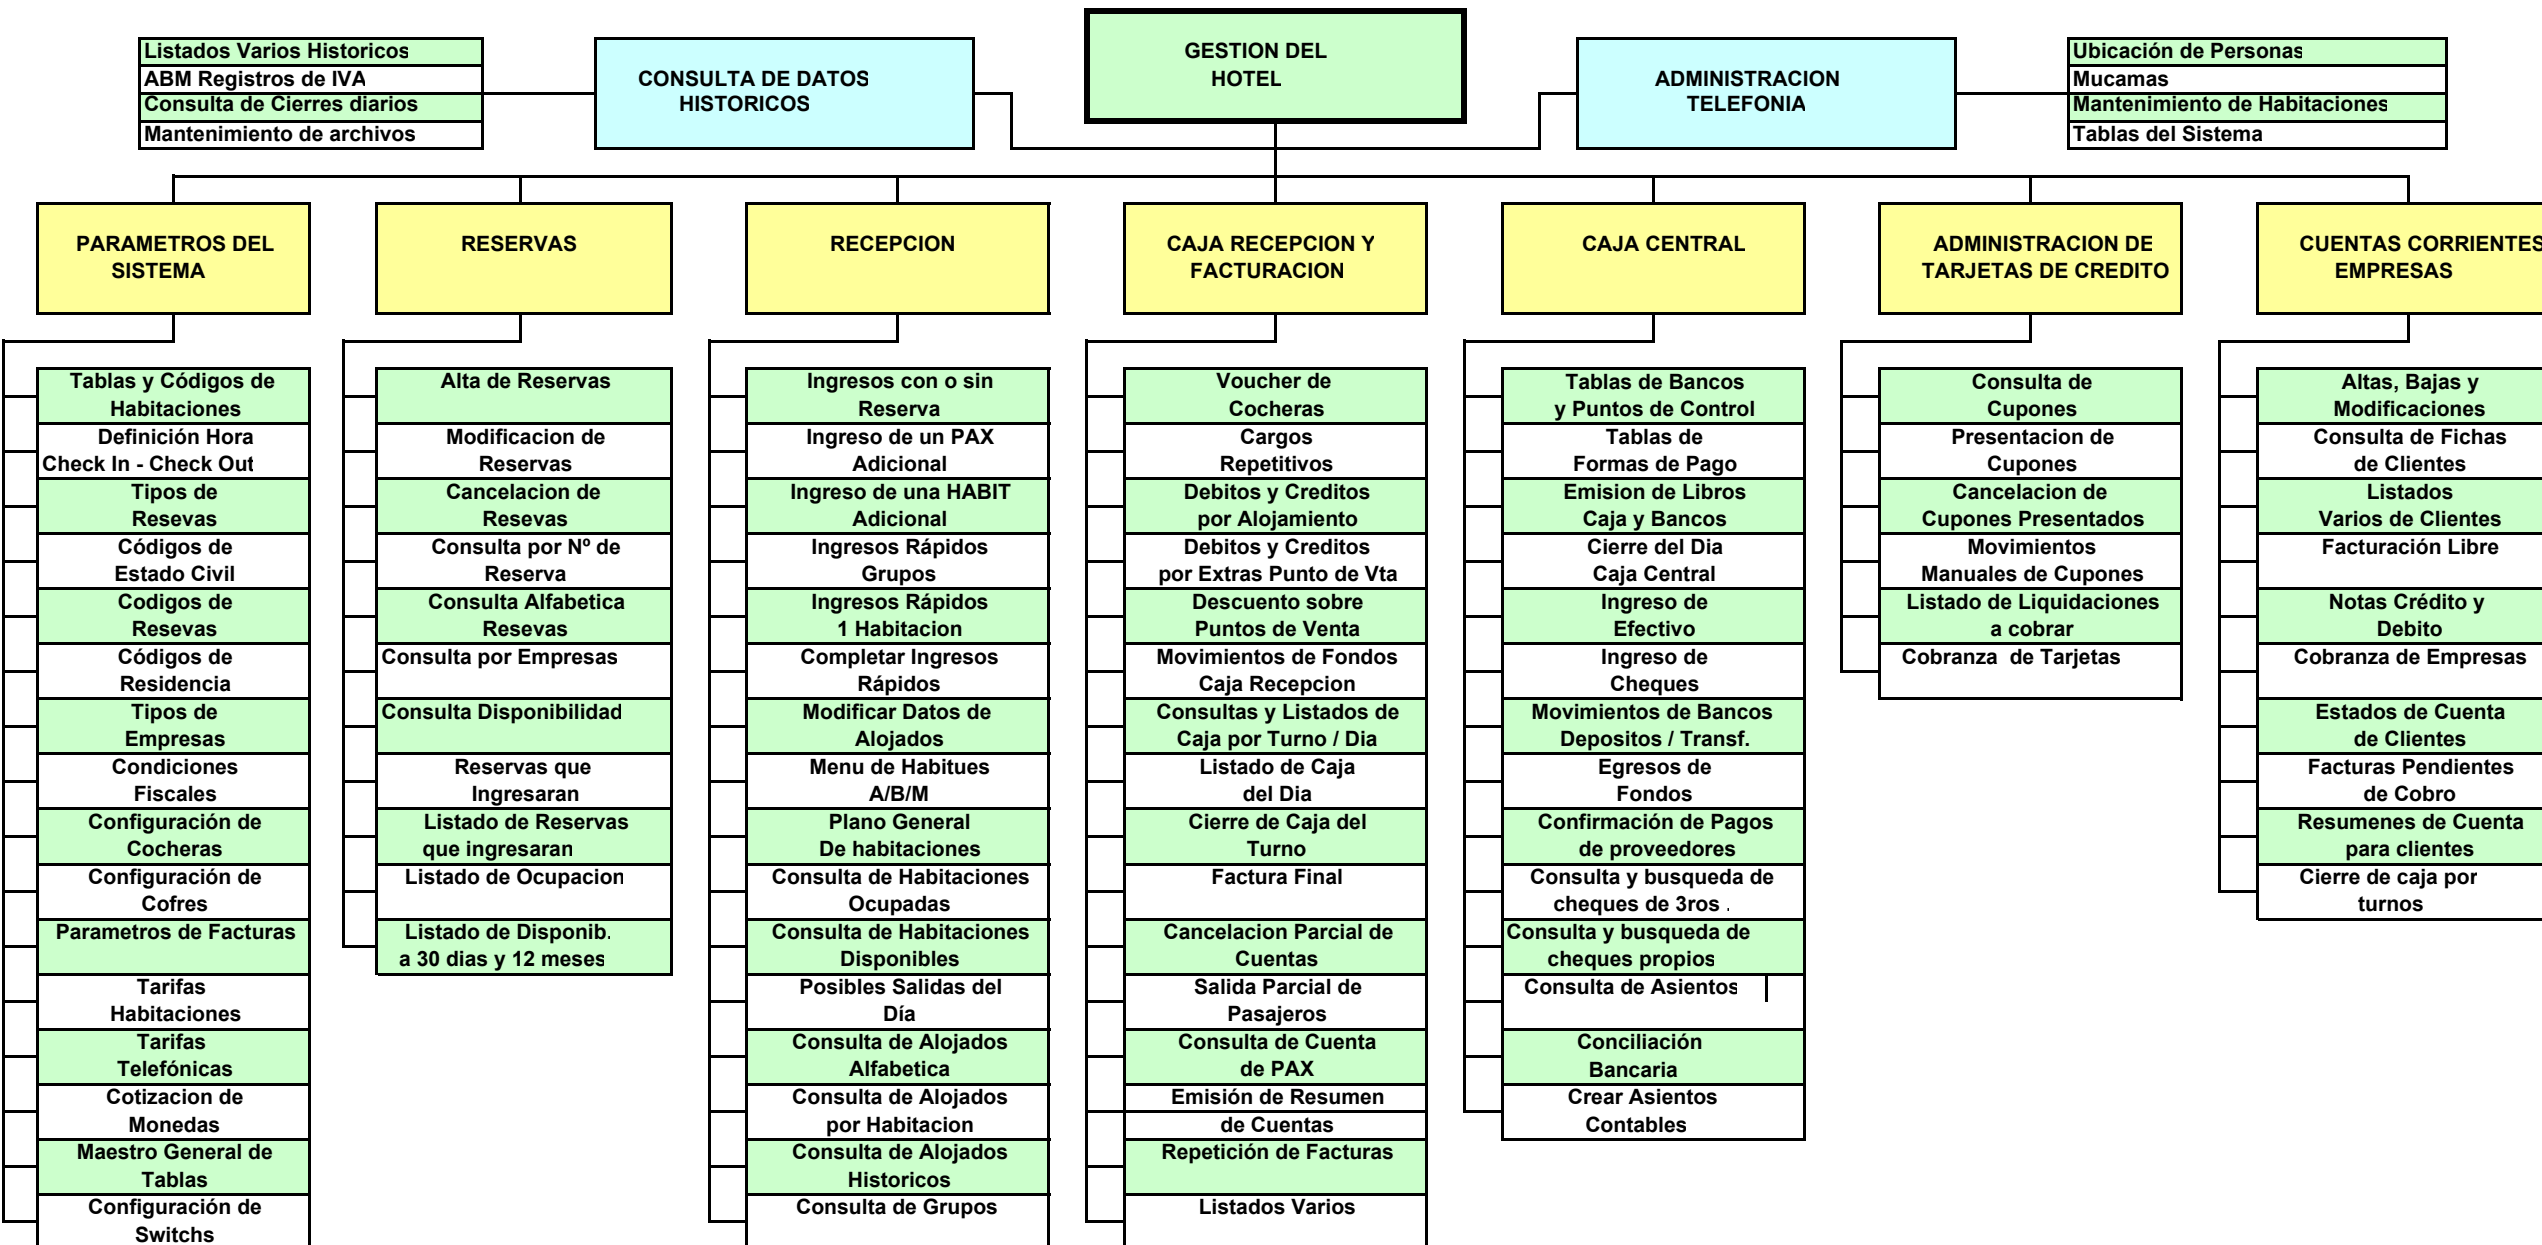 GESTION DEL
HOTEL
Listados Varios Historicos
ABM Registros de IVA
Consulta de Cierres diarios
Mantenimiento de archivos
CONSULTA DE DATOS
HISTORICOS
ADMINISTRACION
TELEFONIA
Ubicación de Personas
Mucamas
Mantenimiento de Habitaciones
Tablas del Sistema
PARAMETROS DEL
SISTEMA
Tablas y Códigos de
Habitaciones
Definición Hora
Check In - Check Out
Tipos de
Resevas
Códigos de
Estado Civil
Codigos de
Resevas
Códigos de
Residencia
Tipos de
Empresas
Condiciones
Fiscales
Configuración de
Cocheras
Configuración de
Cofres
Parametros de Facturas
Tarifas
Habitaciones
Tarifas
Telefónicas
Cotizacion de
Monedas
Maestro General de
Tablas
Configuración de
Switchs
RESERVAS
Alta de Reservas
Modificacion de
Reservas
Cancelacion de
Resevas
Consulta por Nº de
Reserva
Consulta Alfabetica
Resevas
Consulta por Empresas
Consulta Disponibilidad
Reservas que
Ingresaran
Listado de Reservas
que ingresaran
Listado de Ocupacion
Listado de Disponib.
a 30 dias y 12 meses
RECEPCION
Ingresos con o sin
Reserva
Ingreso de un PAX
Adicional
Ingreso de una HABIT
Adicional
Ingresos Rápidos
Grupos
Ingresos Rápidos
1 Habitacion
Completar Ingresos
Rápidos
Modificar Datos de
Alojados
Menu de Habitues
A/B/M
Plano General
De habitaciones
Consulta de Habitaciones
Ocupadas
Consulta de Habitaciones
Disponibles
Posibles Salidas del
Día
Consulta de Alojados
Alfabetica
Consulta de Alojados
por Habitacion
Consulta de Alojados
Historicos
Consulta de Grupos
CAJA RECEPCION Y
FACTURACION
Voucher de
Cocheras
Cargos
Repetitivos
Debitos y Creditos
por Alojamiento
Debitos y Creditos
por Extras Punto de Vta
Descuento sobre
Puntos de Venta
Movimientos de Fondos
Caja Recepcion
Consultas y Listados de
Caja por Turno / Dia
Listado de Caja
del Dia
Cierre de Caja del
Turno
Factura Final
Cancelacion Parcial de
Cuentas
Salida Parcial de
Pasajeros
Consulta de Cuenta
de PAX
Emisión de Resumen
de Cuentas
Repetición de Facturas
Listados Varios
CAJA CENTRAL
Tablas de Bancos
y Puntos de Control
Tablas de
Formas de Pago
Emision de Libros
Caja y Bancos
Cierre del Dia
Caja Central
Ingreso de
Efectivo
Ingreso de
Cheques
Movimientos de Bancos
Depositos / Transf.
Egresos de
Fondos
Confirmación de Pagos
de proveedores
Consulta y busqueda de
cheques de 3ros .
Consulta y busqueda de
cheques propios
Consulta de Asientos
Conciliación
Bancaria
Crear Asientos
Contables
ADMINISTRACION DE
TARJETAS DE CREDITO
Consulta de
Cupones
Presentacion de
Cupones
Cancelacion de
Cupones Presentados
Movimientos
Manuales de Cupones
Listado de Liquidaciones
a cobrar
Cobranza  de Tarjetas
CUENTAS CORRIENTES
EMPRESAS
Altas, Bajas y
Modificaciones
Consulta de Fichas
de Clientes
Listados
Varios de Clientes
Facturación Libre
Notas Crédito y
Debito
Cobranza de Empresas
Estados de Cuenta
de Clientes
Facturas Pendientes
de Cobro
Resumenes de Cuenta
para clientes
Cierre de caja por
turnos